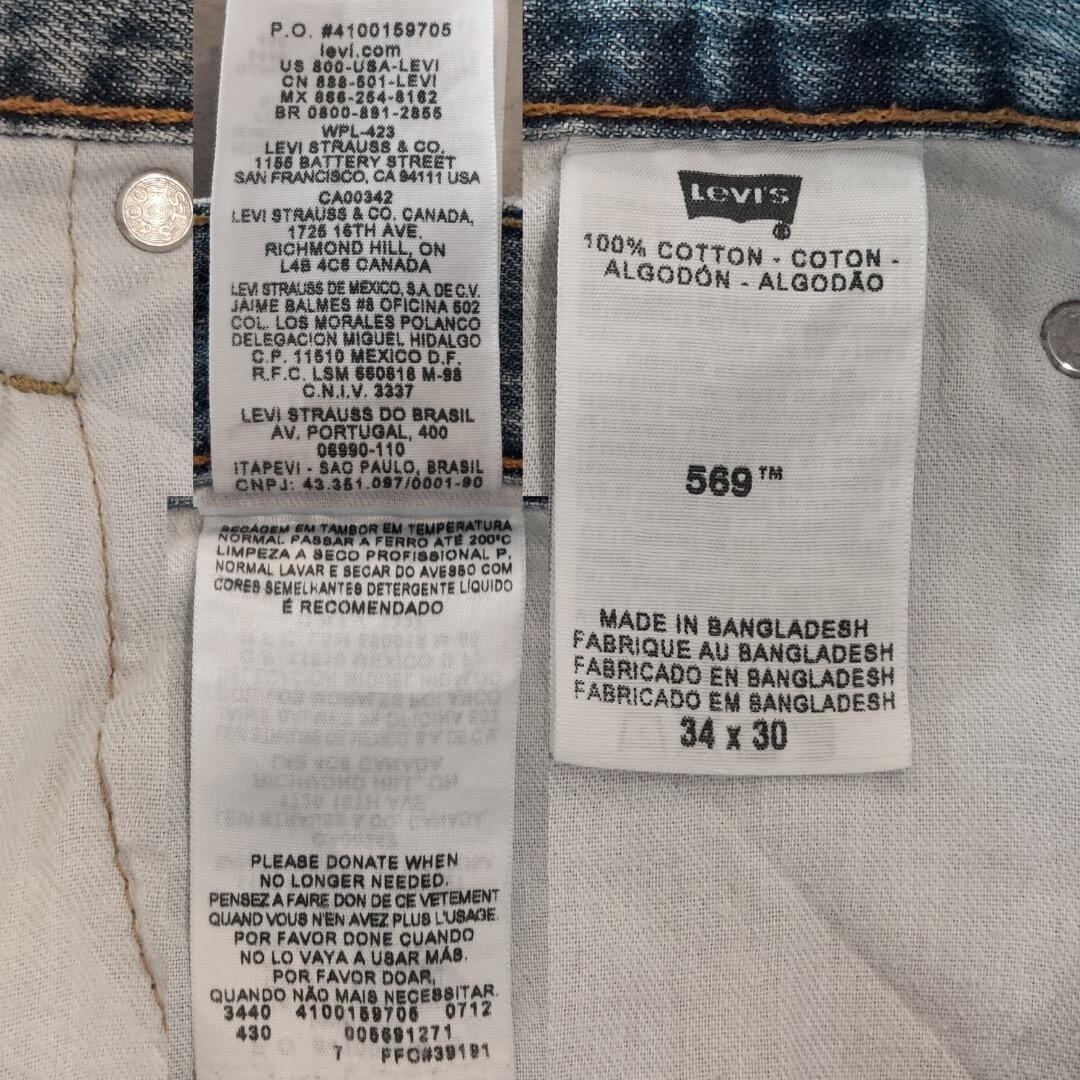 P.O. #4100159705
levi.com
US 800-USA-LEVI
CN 888-501-LEVI
MX 866-254-8162
BR 0800-891-2855
WPL-423
LEVI STRAUSS & CO.
1155 BATTERY STREET
SAN FRANCISCO, CA 94111 USA
CA00342
LEVI STRAUSS & CO. CANADA,
1725 16TH AVE.
RICHMOND HILL, ON
L4B 4C6 CANADA
LEVI STRAUSS DE MÉXICO, S.A. DE C.V.
JAIME BALMES #8 OFICINA 602
COL. LOS MORALES POLANCO
DELEGACION MIGUEL HIDALGO
C.P. 11510 MEXICO D.F.
R.F.C. LSM 660816 M-98
C.N.I.V. 3337
LEVI STRAUSS DO BRASIL
AV. PORTUGAL, 400
06690-110
ITAPEVI - SAO PAULO, BRASIL
CNPJ: 43.351.097/0001-90
SECAGEM EM TAMBOR EM TEMPERATURA
NORMAL PASSAR A FERRO ATÉ 200°C
LIMPEZA A SECO PROFISSIONAL P,
NORMAL LAVAR E SECAR DO AVESSO COM
CORES SEMELHANTES DETERGENTE LÍQUIDO
É RECOMENDADO
PLEASE DONATE WHEN
NO LONGER NEEDED.
PENSEZ A FAIRE DON DE CE VETEMENT
QUAND VOUS N'EN AVEZ PLUS L'USAGE.
POR FAVOR DONE CUANDO
NO LO VAYA A USAR MÁS.
POR FAVOR DOAR,
QUANDO NÃO MAIS NECESSITAR.
3440 4100159705 0712
430 005691271
7 FFC#39191
Levi's
®
100% COTTON - COTON -
ALGODÓN - ALGODÃO
569™
MADE IN BANGLADESH
FABRIQUE AU BANGLADESH
FABRICADO EN BANGLADESH
FABRICADO EM BANGLADESH
34 x 30